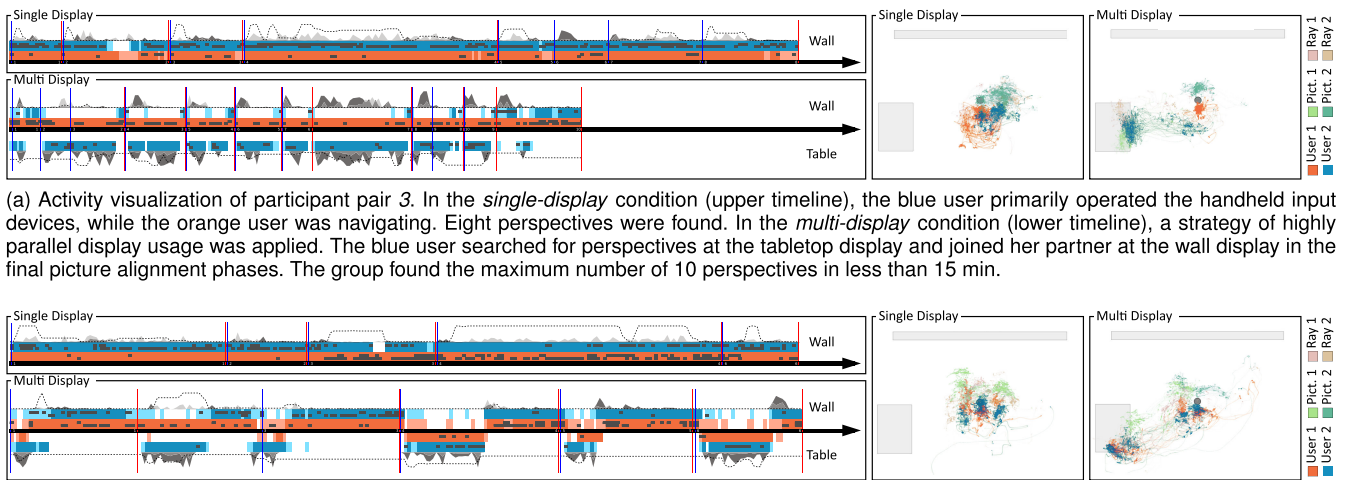 Single Display
Wall
Multi Display
Wall
Table
Single Display
Multi Display
User 1 Pict. 1 Ray 1
User 2 Pict. 2 Ray 2
(a) Activity visualization of participant pair 3. In the single-display condition (upper timeline), the blue user primarily operated the handheld input
devices, while the orange user was navigating. Eight perspectives were found. In the multi-display condition (lower timeline), a strategy of highly
parallel display usage was applied. The blue user searched for perspectives at the tabletop display and joined her partner at the wall display in the
final picture alignment phases. The group found the maximum number of 10 perspectives in less than 15 min.
Single Display
Wall
Multi Display
Wall
Table
Single Display
Multi Display
User 1 Pict. 1 Ray 1
User 2 Pict. 2 Ray 2